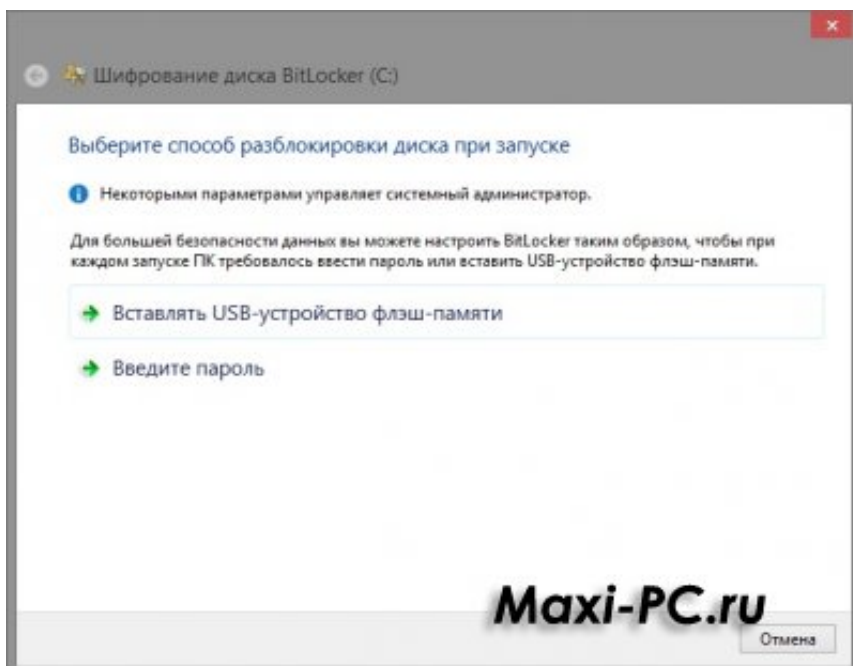 Шифрование диска BitLocker (C:)
Выберите способ разблокировки диска при запуске
Некоторыми параметрами управляет системный администратор.
Для большей безопасности данных вы можете настроить BitLocker таким образом, чтобы при
каждом запуске ПК требовалось ввести пароль или вставить USB-устройство флэш-памяти.
Вставлять USB-устройство флэш-памяти
Введите пароль
Maxi-PC.ru
Отмена